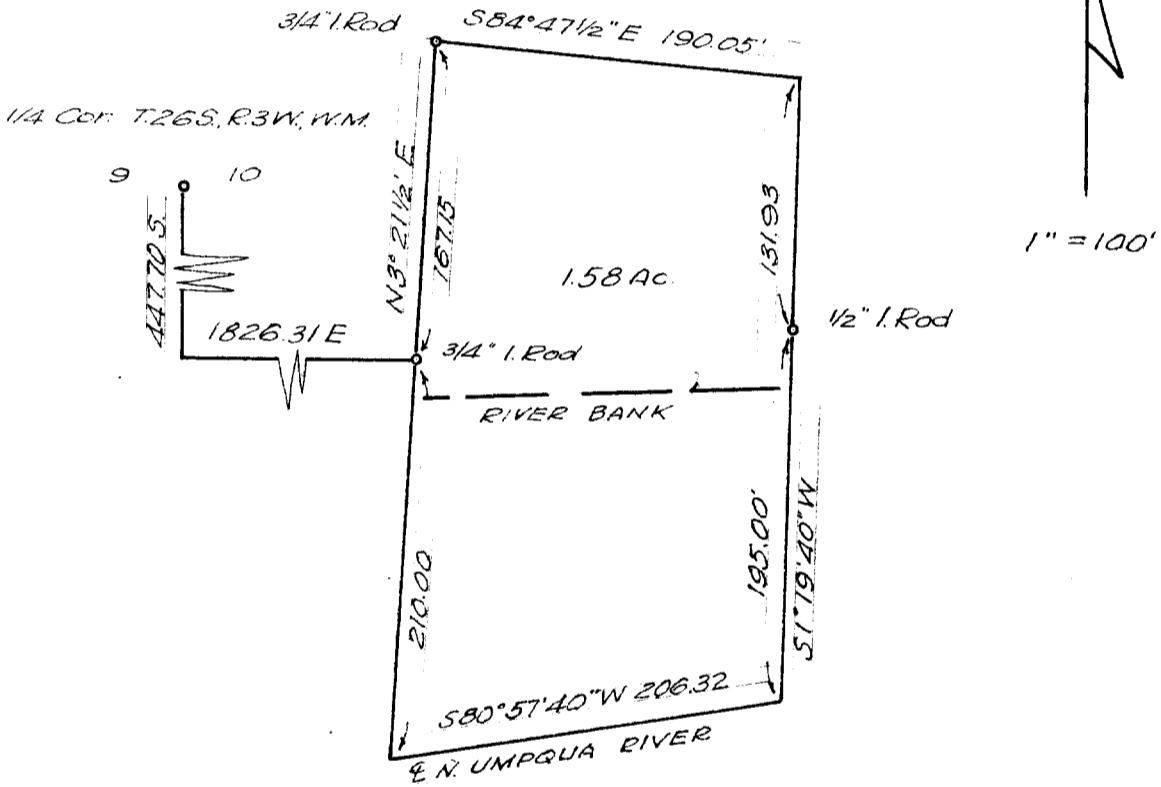 3/4" I.Rod
S84°47½"E 190.05'
1/4 Cor. T.26S., R.3W., W.M.
9 10
447.70 S.
1826.31 E
N3°21½' E
167.15
131.93
1" = 100'
1.58 Ac.
1/2" I.Rod
3/4" I.Rod
RIVER BANK
210.00
195.00'
S1°19'40"W
S80°57'40"W 206.32
℄ N. UMPQUA RIVER